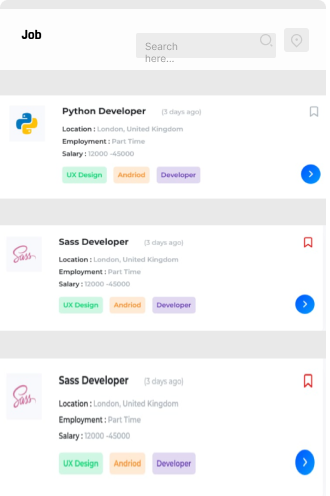 Job
Search
here...
Python Developer (3 days ago)
Location : London, United Kingdom
Employment : Part Time
Salary : 12000 -45000
UX Design Andriod Developer
Sass
Sass Developer (3 days ago)
Location : London, United Kingdom
Employment : Part Time
Salary : 12000 -45000
UX Design Andriod Developer
Sass
Sass Developer (3 days ago)
Location : London, United Kingdom
Employment : Part Time
Salary : 12000 -45000
UX Design Andriod Developer